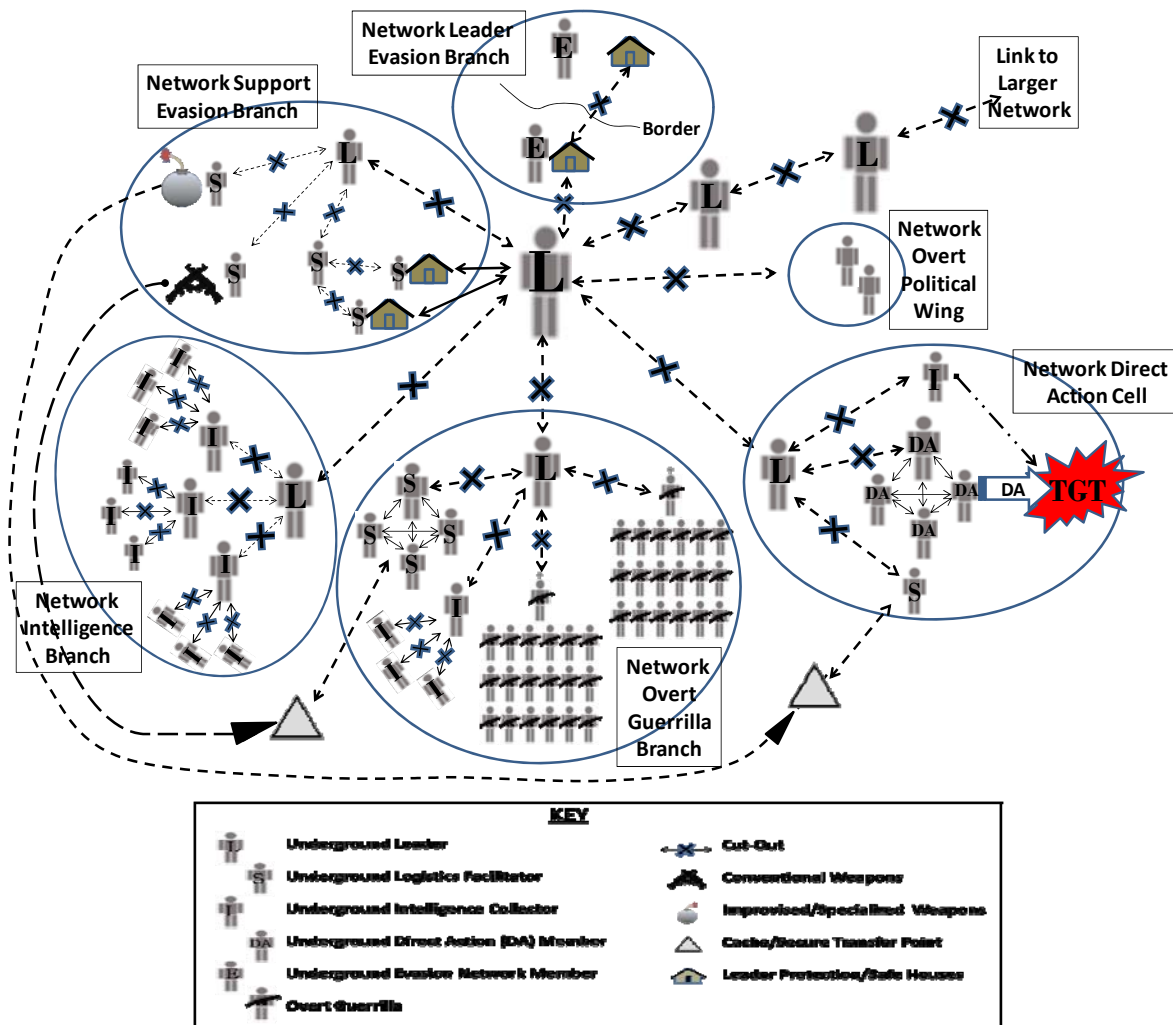 Network Leader
Evasion Branch
Network Support
Evasion Branch
Link to
Larger
Network
Border
E
E
L
L
L
L
S
S
S
S
S
Network
Overt
Political
Wing
Network Direct
Action Cell
I
L
DA
DA
DA
DA
S
DA
TGT
Network
Intelligence
Branch
I
I
I
I
I
I
I
I
I
I
I
I
L
L
S
S
S
S
I
I
I
I
Network
Overt
Guerrilla
Branch
KEY
L
Underground Leader
S
Underground Logistics Facilitator
I
Underground Intelligence Collector
DA
Underground Direct Action (DA) Member
E
Underground Evasion Network Member
Overt Guerrilla
Cut-Out
Conventional Weapons
Improvised/Specialized Weapons
Cache/Secure Transfer Point
Leader Protection/Safe Houses